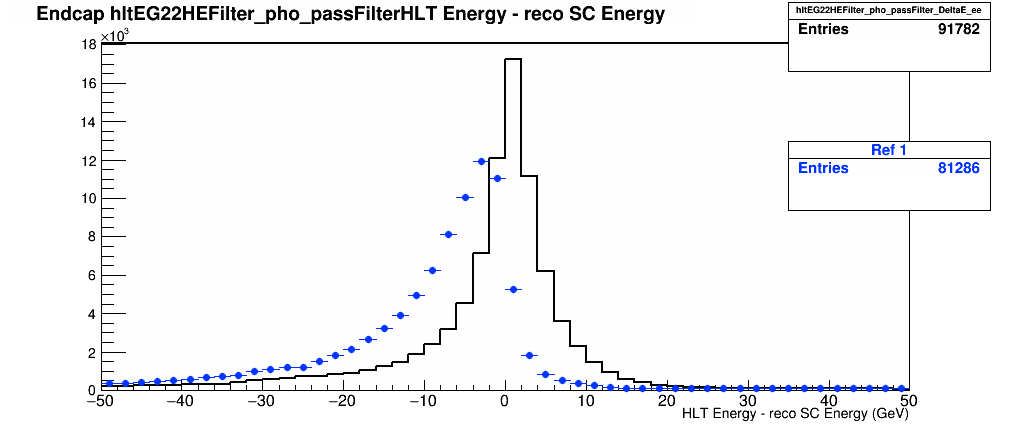 Endcap hltEG22HEFilter_pho_passFilterHLT Energy - reco SC Energy
hltEG22HEFilter_pho_passFilter_DeltaE_ee
Entries 91782
Ref 1
Entries 81286
×10³
18
16
14
12
10
8
6
4
2
0
−50 −40 −30 −20 −10 0 10 20 30 40 50
HLT Energy - reco SC Energy (GeV)